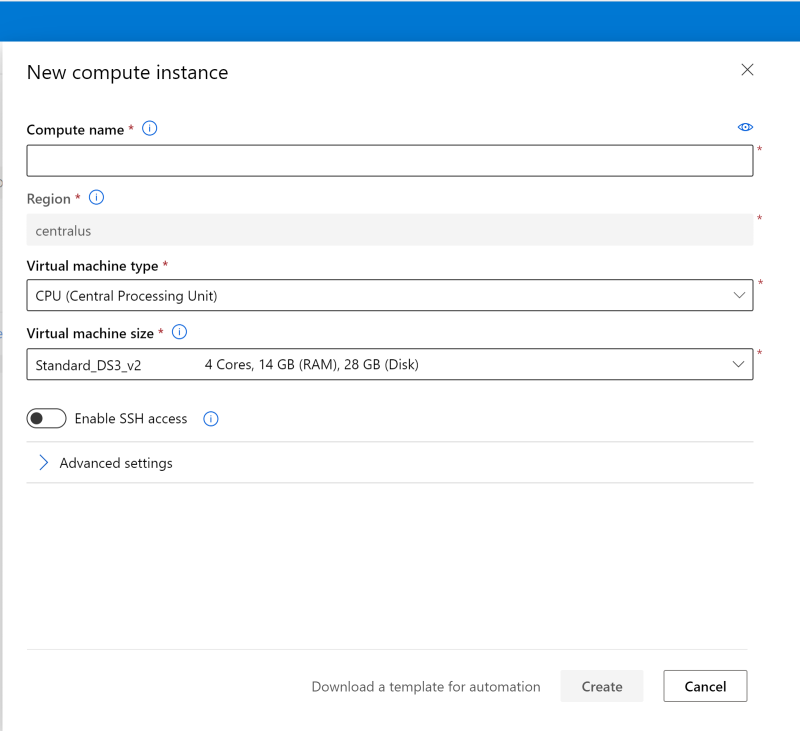 New compute instance
Compute name *
*
Region *
*
centralus
Virtual machine type *
*
CPU (Central Processing Unit)
Virtual machine size *
*
Standard_DS3_v2 4 Cores, 14 GB (RAM), 28 GB (Disk)
Enable SSH access
Advanced settings
Download a template for automation Create Cancel